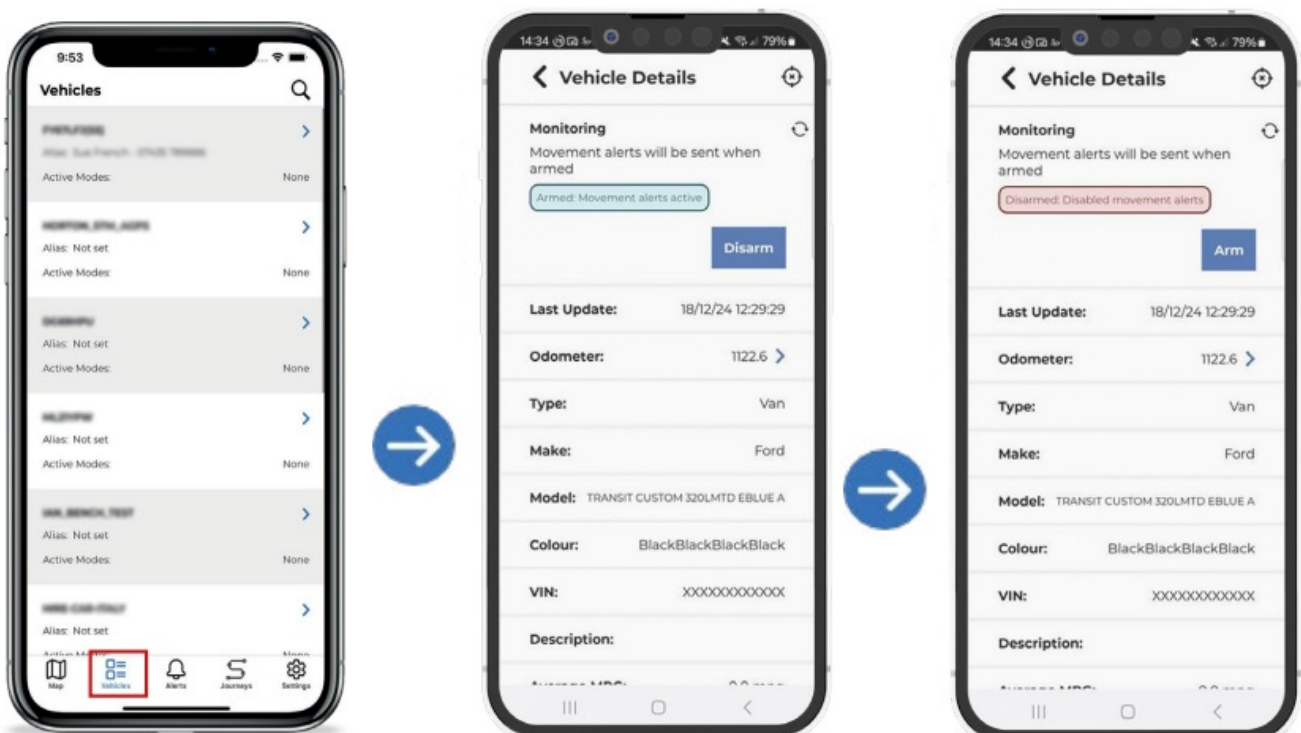 9:53
Vehicles
Active Modes: None
Alias: Not set
Active Modes: None
Alias: Not set
Active Modes: None
Alias: Not set
Active Modes: None
Alias: Not set
Active Modes: None
Alias: Not set
Map Vehicles Alerts Journeys Settings
14:34 79%
Vehicle Details
Monitoring
Movement alerts will be sent when
armed
Armed: Movement alerts active
Disarm
Last Update: 18/12/24 12:29:29
Odometer: 1122.6
Type: Van
Make: Ford
Model: TRANSIT CUSTOM 320LMTD EBLUE A
Colour: BlackBlackBlackBlack
VIN: XXXXXXXXXXXX
Description:
14:34 79%
Vehicle Details
Monitoring
Movement alerts will be sent when
armed
Disarmed: Disabled movement alerts
Arm
Last Update: 18/12/24 12:29:29
Odometer: 1122.6
Type: Van
Make: Ford
Model: TRANSIT CUSTOM 320LMTD EBLUE A
Colour: BlackBlackBlackBlack
VIN: XXXXXXXXXXXX
Description: